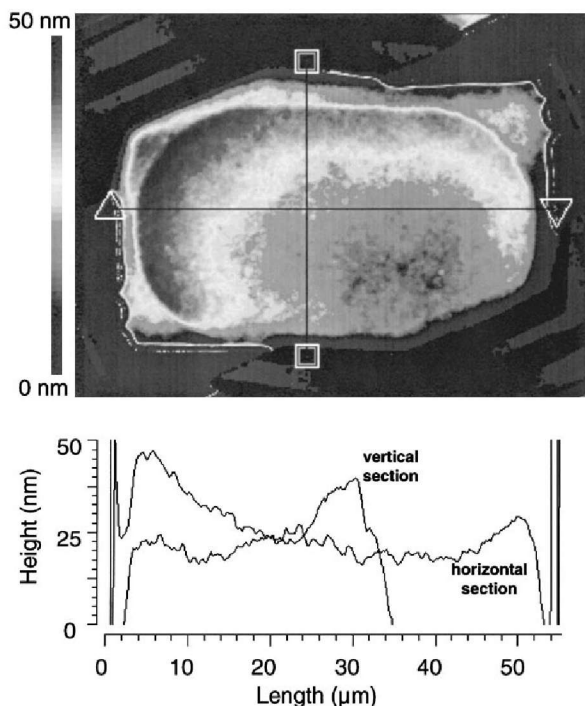 50 nm
0 nm
50
25
0
Height (nm)
vertical
section
horizontal
section
0 10 20 30 40 50
Length (µm)